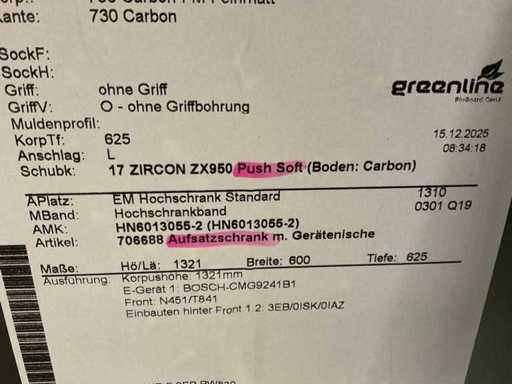 730 Carbon
Kante:
730 Carbon
SockF:
SockH:
Griff: ohne Griff
GriffV: O - ohne Griffbohrung
Muldenprofil:
KorpTf: 625
Anschlag: L
Schubk: 17 ZIRCON ZX950 Push Soft (Boden: Carbon)
greenline
15.12.2025
08:34:18
APlatz: EM Hochschrank Standard 1310
MBand: Hochschrankband 0301 Q19
AMK: HN6013055-2 (HN6013055-2)
Artikel: 706688 Aufsatzschrank m. Gerätenische
Maße: Hö/Lä: 1321 Breite: 600 Tiefe: 625
Ausführung: Korpushöhe: 1321mm
E-Gerät 1: BOSCH-CMG9241B1
Front: N451/T841
Einbauten hinter Front 1.2: 3EB/0ISK/0IAZ